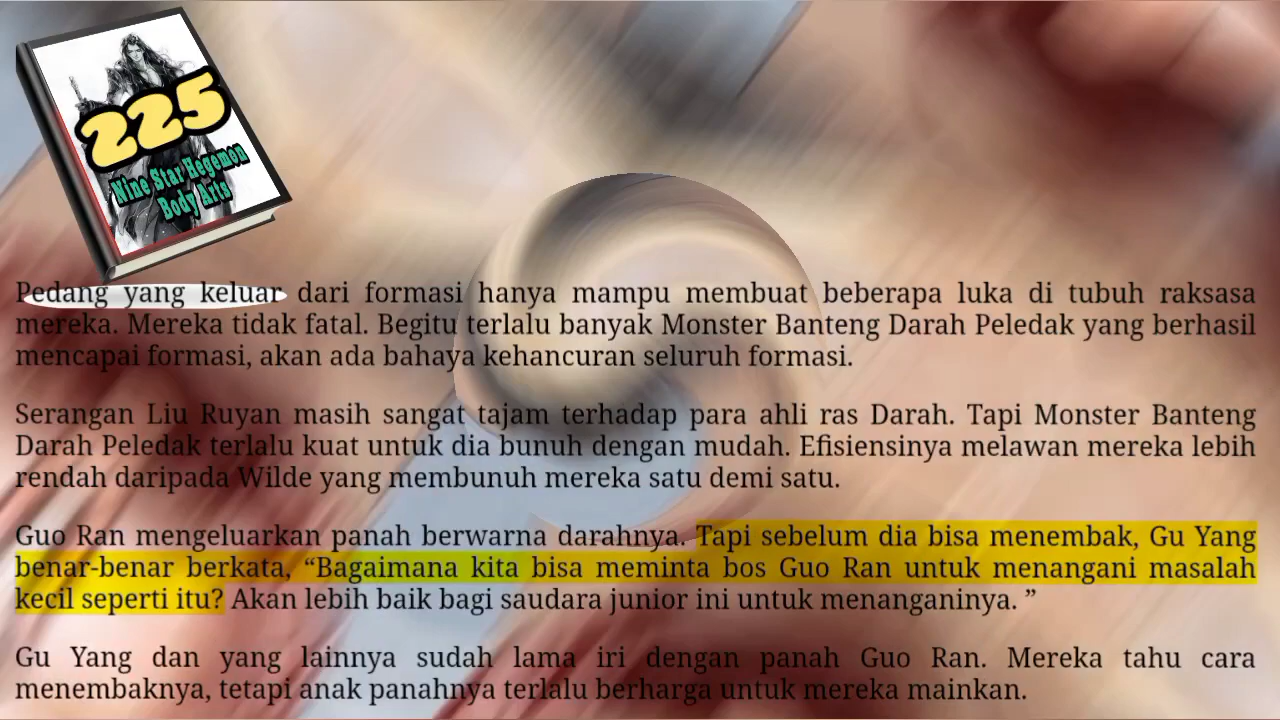 225
Nine Star Hegemon
Body Arts
Pedang yang keluar dari formasi hanya mampu membuat beberapa luka di tubuh raksasa
mereka. Mereka tidak fatal. Begitu terlalu banyak Monster Banteng Darah Peledak yang berhasil
mencapai formasi, akan ada bahaya kehancuran seluruh formasi.
Serangan Liu Ruyan masih sangat tajam terhadap para ahli ras Darah. Tapi Monster Banteng
Darah Peledak terlalu kuat untuk dia bunuh dengan mudah. Efisiensinya melawan mereka lebih
rendah daripada Wilde yang membunuh mereka satu demi satu.
Guo Ran mengeluarkan panah berwarna darahnya. Tapi sebelum dia bisa menembak, Gu Yang
benar-benar berkata, “Bagaimana kita bisa meminta bos Guo Ran untuk menangani masalah
kecil seperti itu? Akan lebih baik bagi saudara junior ini untuk menanganinya. ”
Gu Yang dan yang lainnya sudah lama iri dengan panah Guo Ran. Mereka tahu cara
menembaknya, tetapi anak panahnya terlalu berharga untuk mereka mainkan.